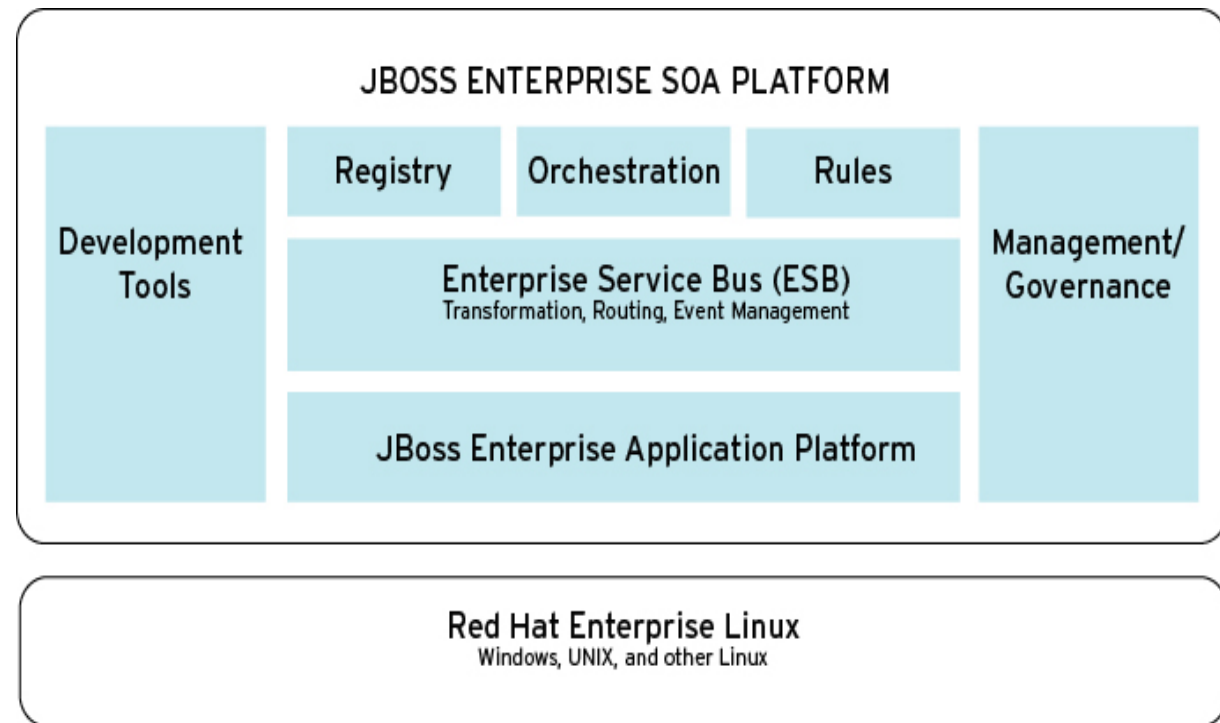 JBOSS ENTERPRISE SOA PLATFORM
Development
Tools
Registry
Orchestration
Rules
Enterprise Service Bus (ESB)
Transformation, Routing, Event Management
JBoss Enterprise Application Platform
Management/
Governance
Red Hat Enterprise Linux
Windows, UNIX, and other Linux